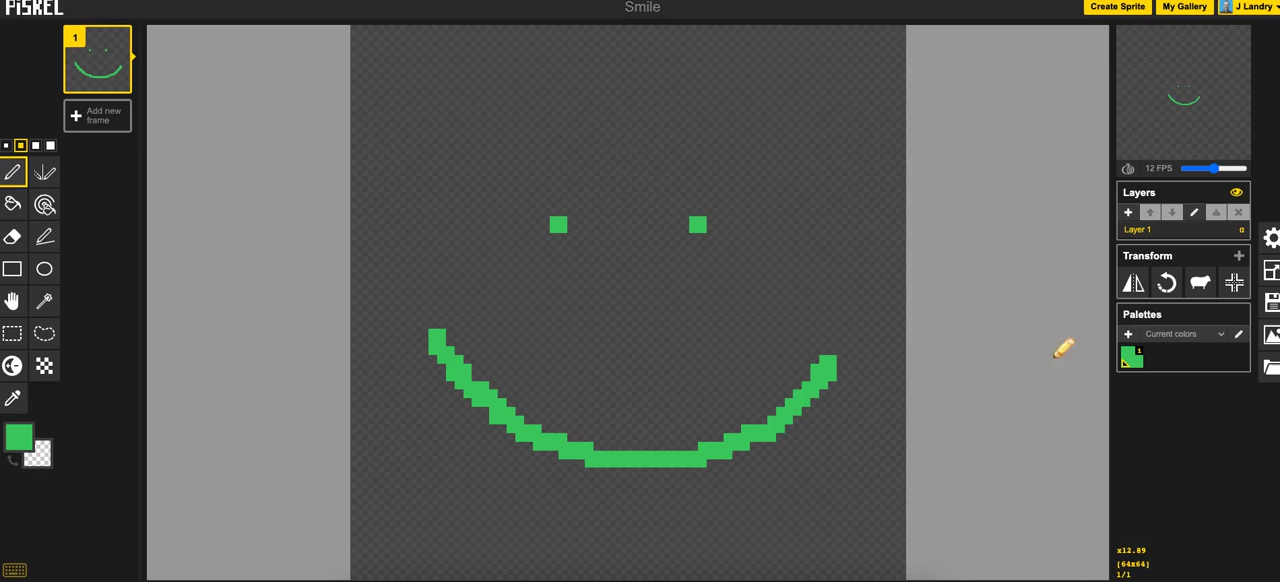 PiSKEL
Smile
Create Sprite
My Gallery
J Landry
1
Add new
frame
12 FPS
Layers
Layer 1
α
Transform
Palettes
Current colors
1
x12.89
[64x64]
1/1